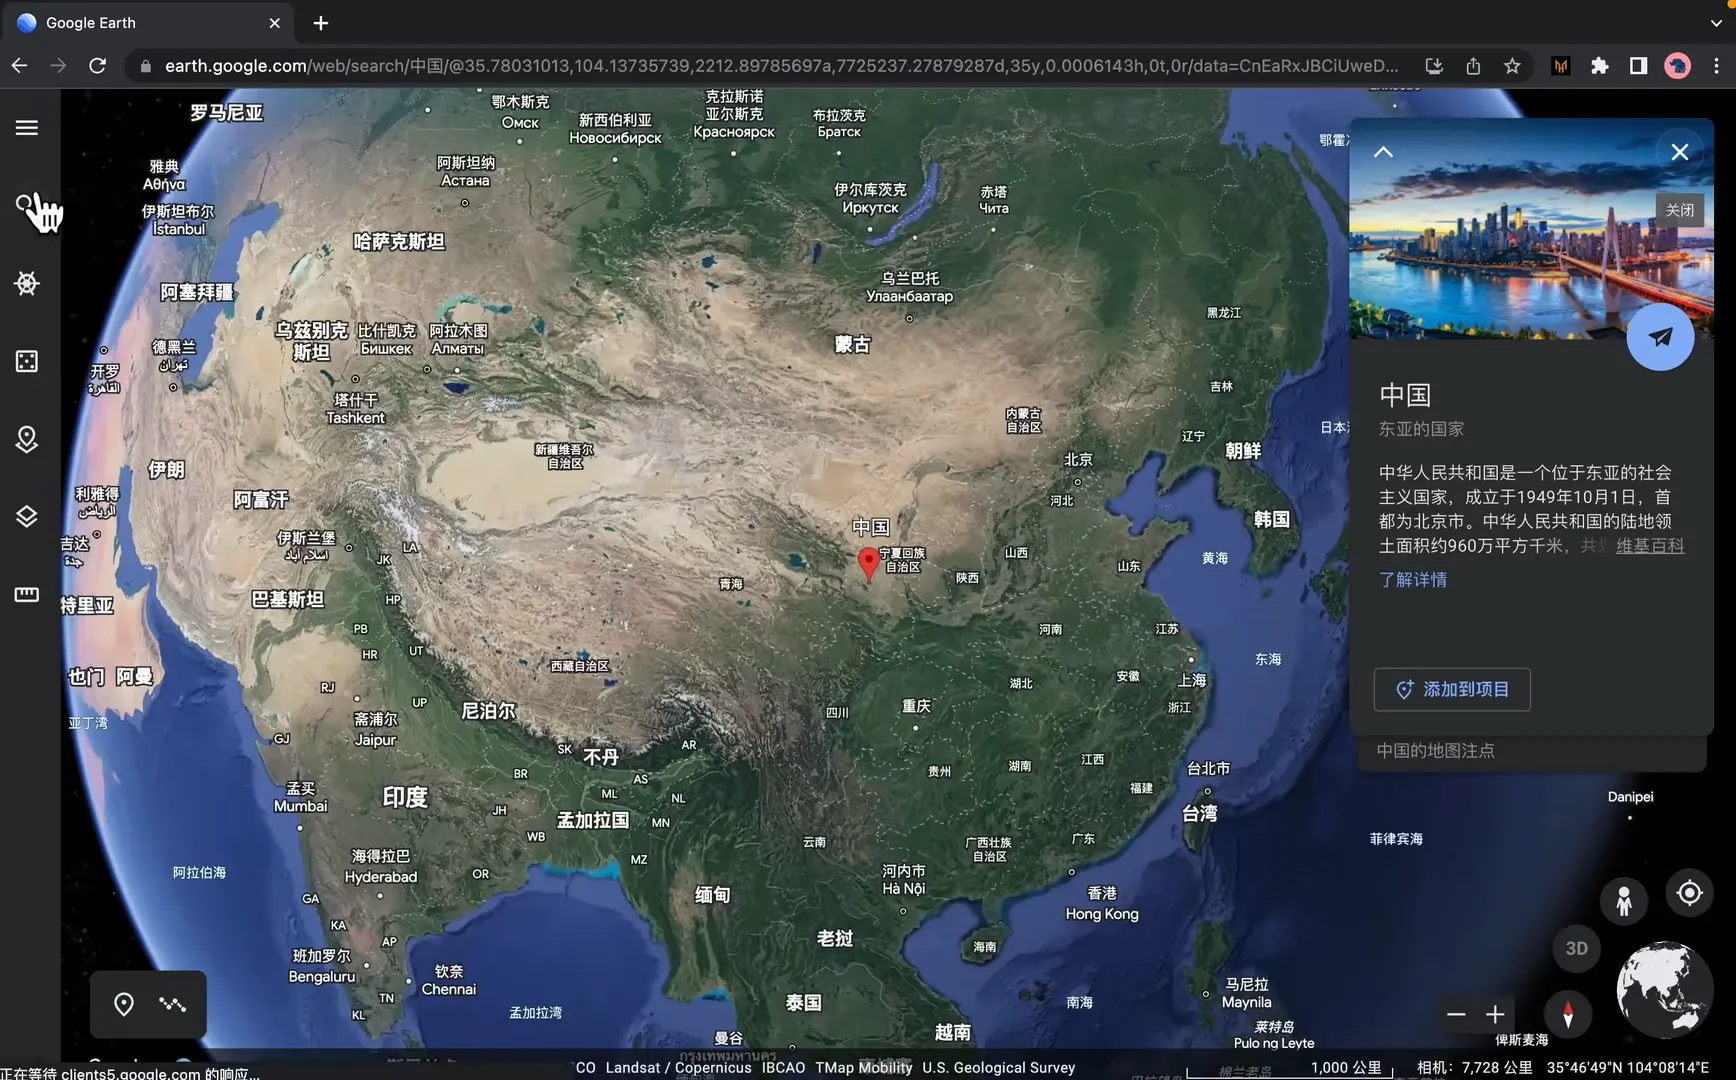 Google Earth
earth.google.com/web/search/中国/@35.78031013,104.13735739,2212.89785697a,7725237.27879287d,35y,0.0006143h,0t,0r/data=CnEaRxJBCiUweD...
罗马尼亚
鄂木斯克
Омск
新西伯利亚
Новосибирск
克拉斯诺
亚尔斯克
Красноярск
布拉茨克
Братск
鄂霍
雅典
Αθήνα
阿斯坦纳
Астана
伊尔库茨克
Иркутск
赤塔
Чита
伊斯坦布尔
İstanbul
哈萨克斯坦
关闭
阿塞拜疆
乌兰巴托
Улаанбаатар
黑龙江
乌兹别克
斯坦
比什凯克
Бишкек
阿拉木图
Алматы
德黑兰
تهران
蒙古
开罗
القاهرة
吉林
中国
塔什干
Tashkent
内蒙古
自治区
辽宁
日本
东亚的国家
新疆维吾尔
自治区
北京
朝鲜
伊朗
中华人民共和国是一个位于东亚的社会
主义国家，成立于1949年10月1日，首
都为北京市。中华人民共和国的陆地领
土面积约960万平方千米，共 维基百科
了解详情
利雅得
الرياض
阿富汗
河北
韩国
中国
吉达
جدة
伊斯兰堡
اسلام آباد
LA
JK
宁夏回族
自治区
山西
黄海
山东
青海
陕西
特里亚
巴基斯坦
HP
PB
河南
江苏
HR
UT
西藏自治区
东海
也门
阿曼
RJ
湖北
安徽
上海
添加到项目
UP
尼泊尔
四川
重庆
浙江
亚丁湾
斋浦尔
Jaipur
GJ
SK
不丹
AR
中国的地图注点
BR
AS
贵州
湖南
江西
台北市
孟买
Mumbai
印度
ML
NL
福建
JH
Danipei
孟加拉国
MN
台湾
WB
云南
广西壮族
自治区
广东
菲律宾海
海得拉巴
Hyderabad
MZ
阿拉伯海
OR
河内市
Hà Nội
GA
缅甸
香港
Hong Kong
KA
AP
老挝
海南
3D
班加罗尔
Bengaluru
钦奈
Chennai
马尼拉
Maynila
TN
泰国
南海
KL
孟加拉湾
莱特岛
Pulo ng Leyte
曼谷
กรุงเทพมหานคร
越南
俾斯麦海
棉兰老岛
正在等待 clients5.google.com 的响应...
CO Landsat / Copernicus IBCAO TMap Mobility U.S. Geological Survey
1,000 公里
相机：7,728 公里 35°46'49"N 104°08'14"E